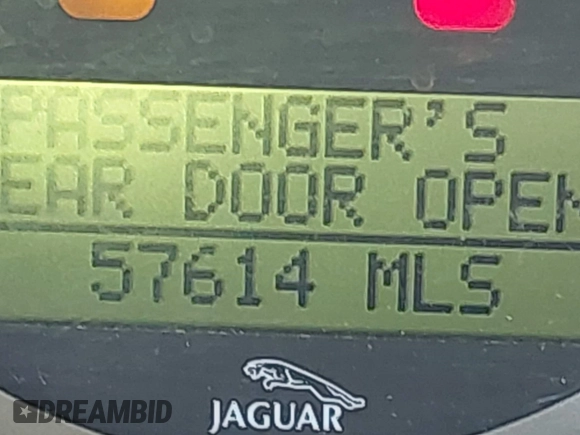 PASSENGER'S
EAR DOOR OPEN
57614 MLS
JAGUAR
DREAMBID